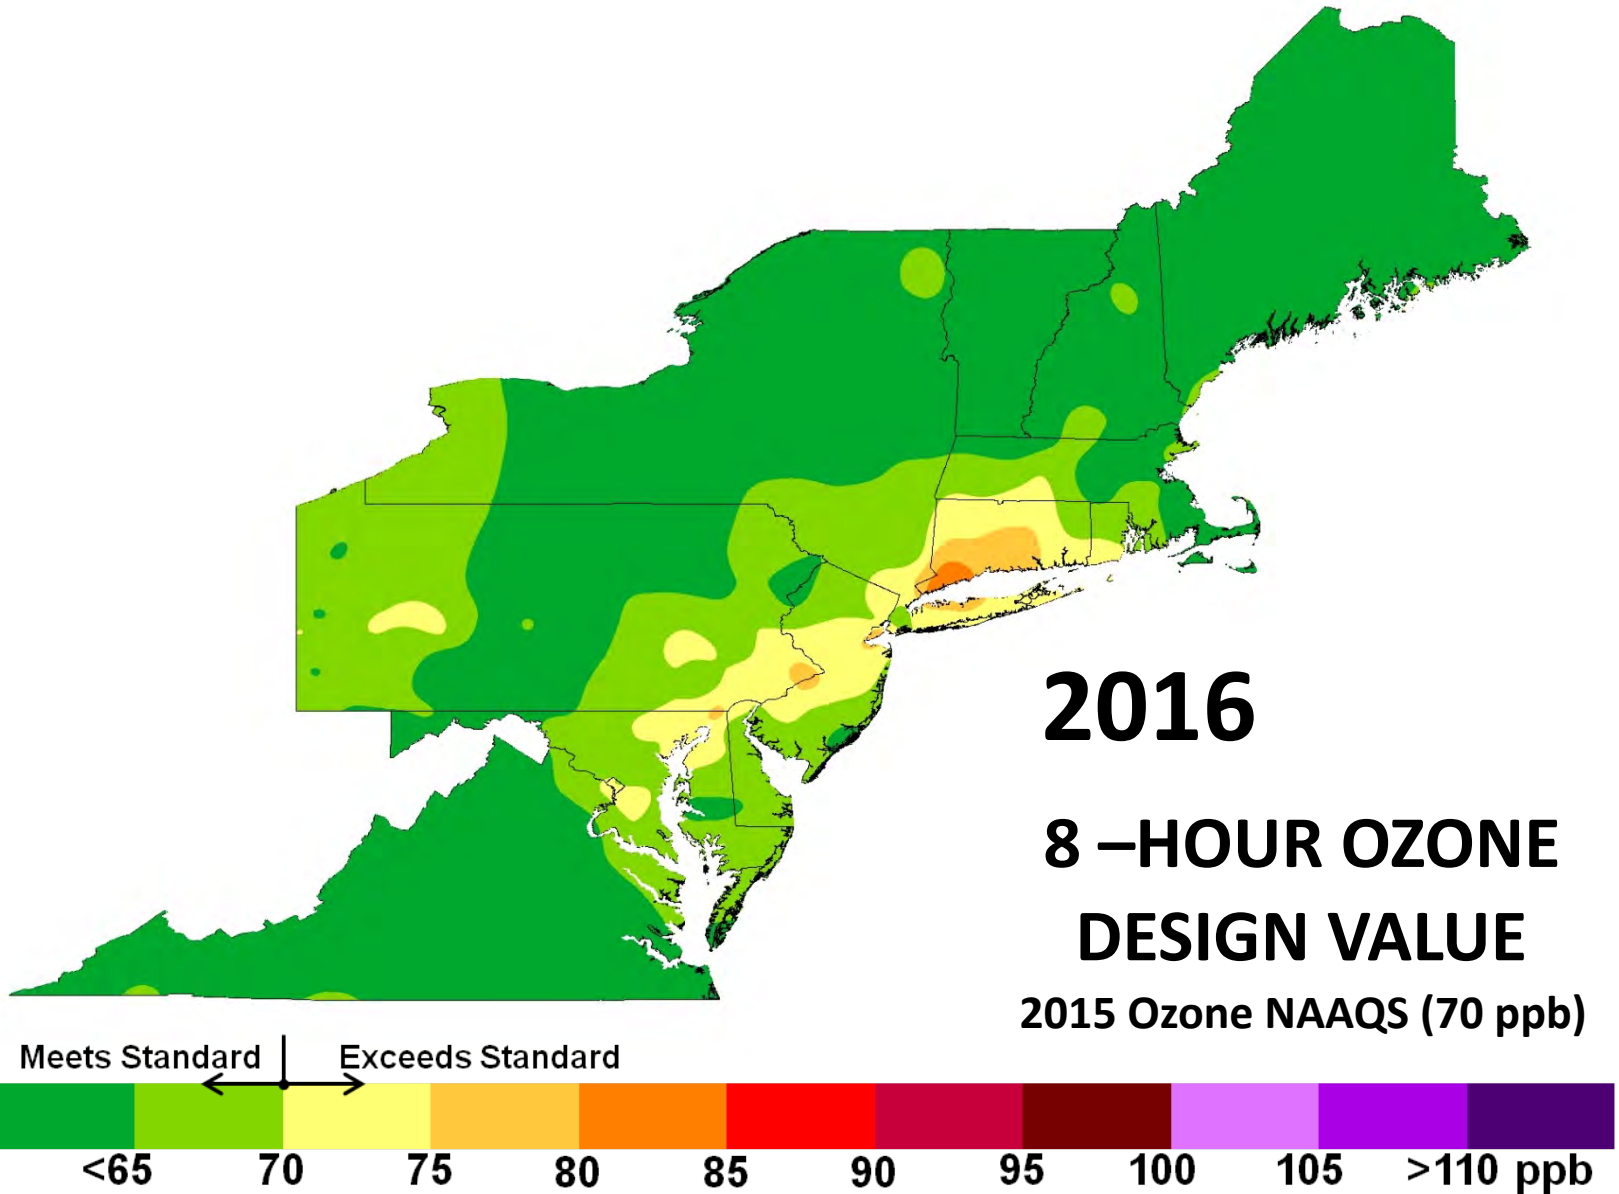 2016
8 –HOUR OZONE
DESIGN VALUE
2015 Ozone NAAQS (70 ppb)
Meets Standard Exceeds Standard
<65 70 75 80 85 90 95 100 105 >110 ppb